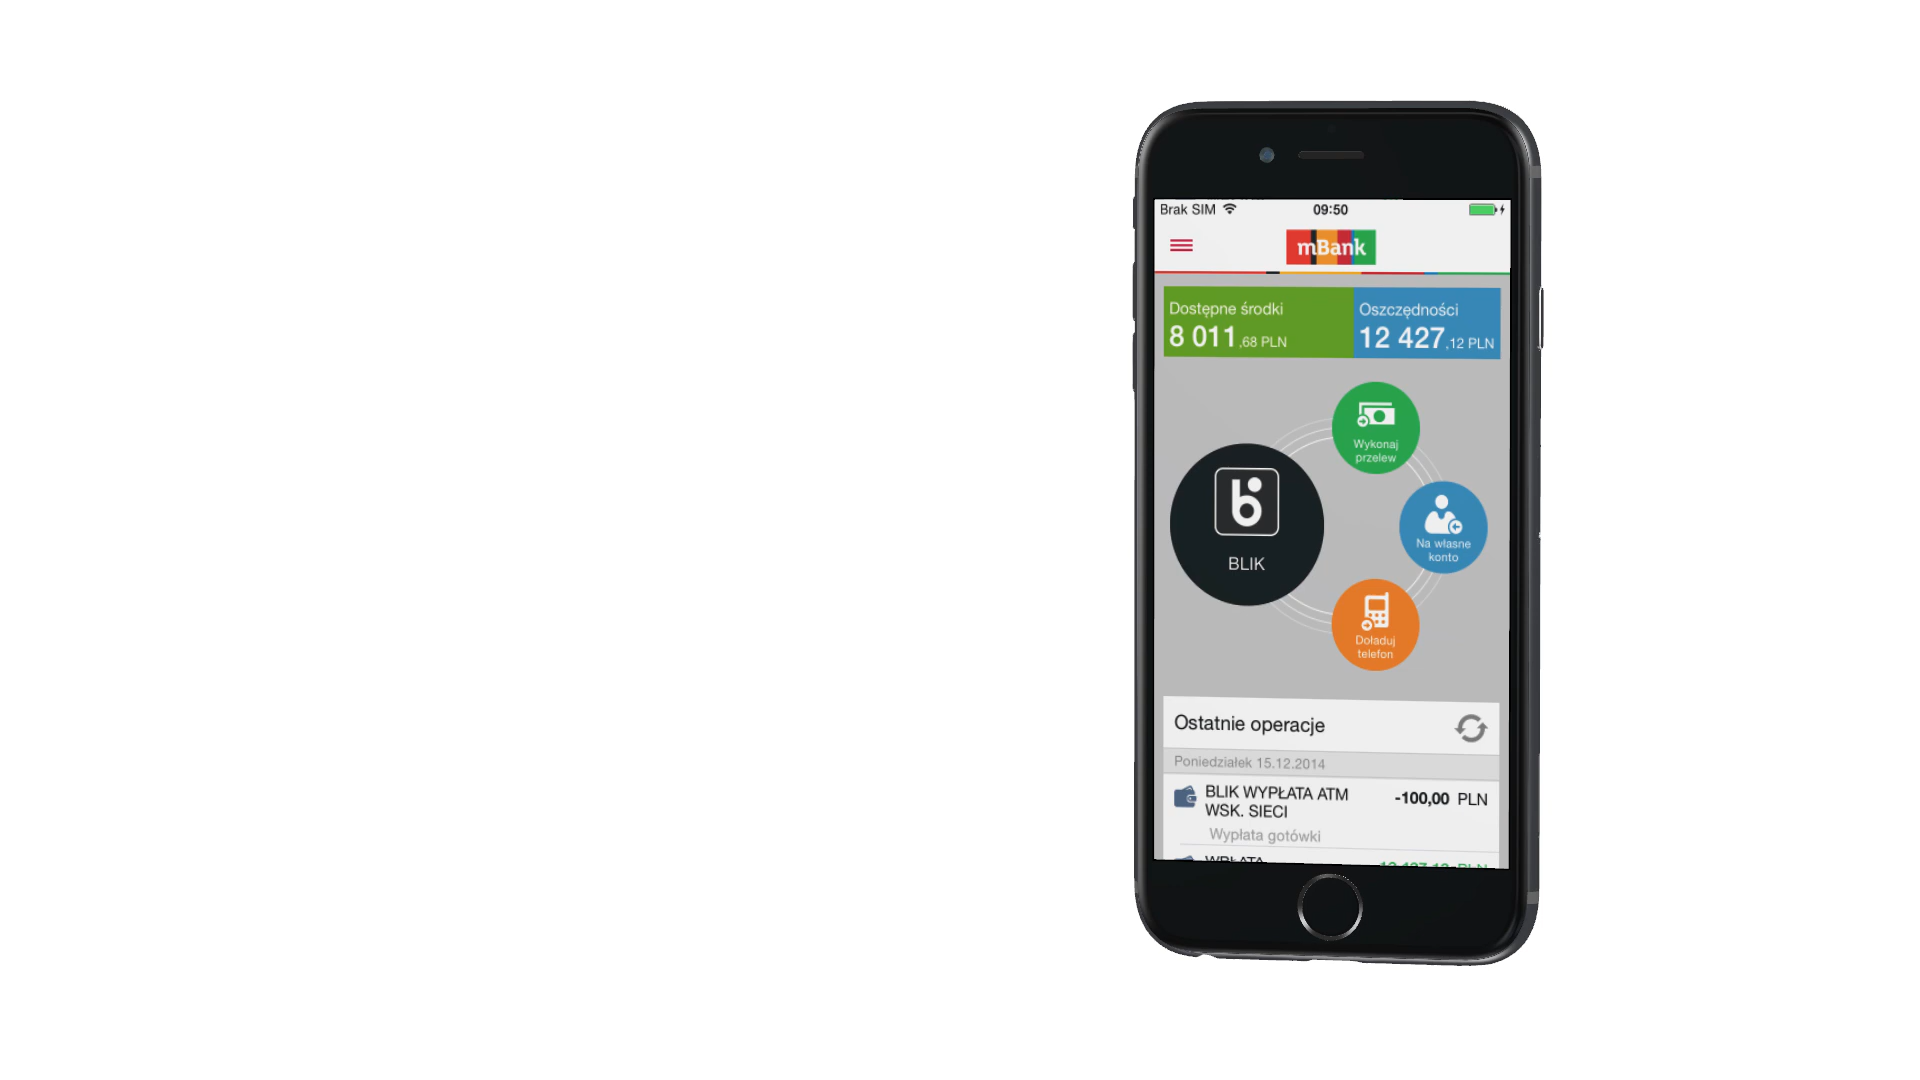 Brak SIM
09:50
mBank
Dostępne środki
8 011,68 PLN
Oszczędności
12 427,12 PLN
Wykonaj
przelew
BLIK
Na własne
konto
Doładuj
telefon
Ostatnie operacje
Poniedziałek 15.12.2014
BLIK WYPŁATA ATM
WSK. SIECI
-100,00 PLN
Wypłata gotówki
WPŁATA